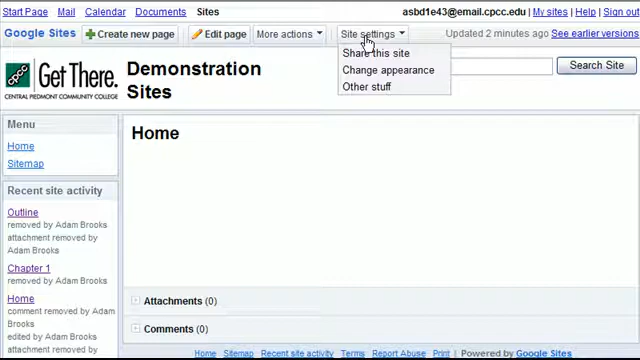 Start Page Mail Calendar Documents Sites asbd1e43@email.cpcc.edu | My sites | Help | Sign out
Google Sites Create new page Edit page More actions Site settings Updated 2 minutes ago See earlier versions
Share this site
Change appearance
Other stuff
Search Site
cpcc Get There.
CENTRAL PIEDMONT COMMUNITY COLLEGE
Demonstration
Sites
Menu
Home
Sitemap
Recent site activity
Outline
removed by Adam Brooks
attachment removed by
Adam Brooks
Chapter 1
removed by Adam Brooks
Home
comment removed by Adam
Brooks
edited by Adam Brooks
attachment removed by
Home
Attachments (0)
Comments (0)
Home Sitemap Recent site activity Terms Report Abuse Print | Powered by Google Sites